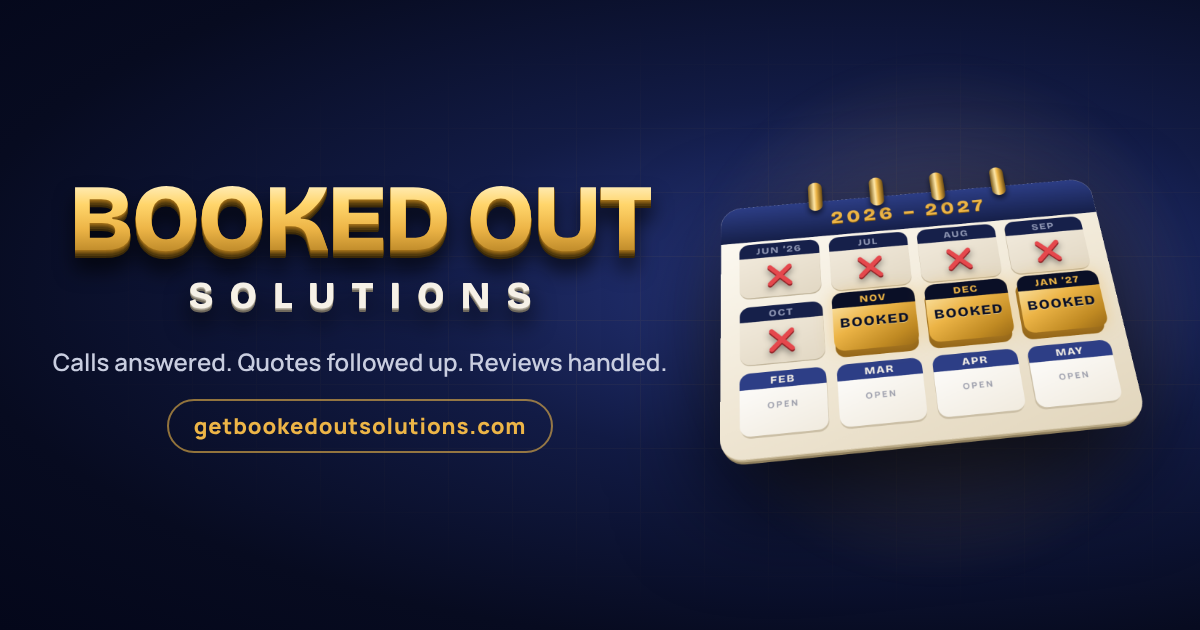 BOOKED OUT
SOLUTIONS
Calls answered. Quotes followed up. Reviews handled.
getbookedoutsolutions.com
2026 – 2027
JUN '26 JUL AUG SEP
OCT NOV DEC JAN '27
BOOKED BOOKED BOOKED
FEB MAR APR MAY
OPEN OPEN OPEN OPEN